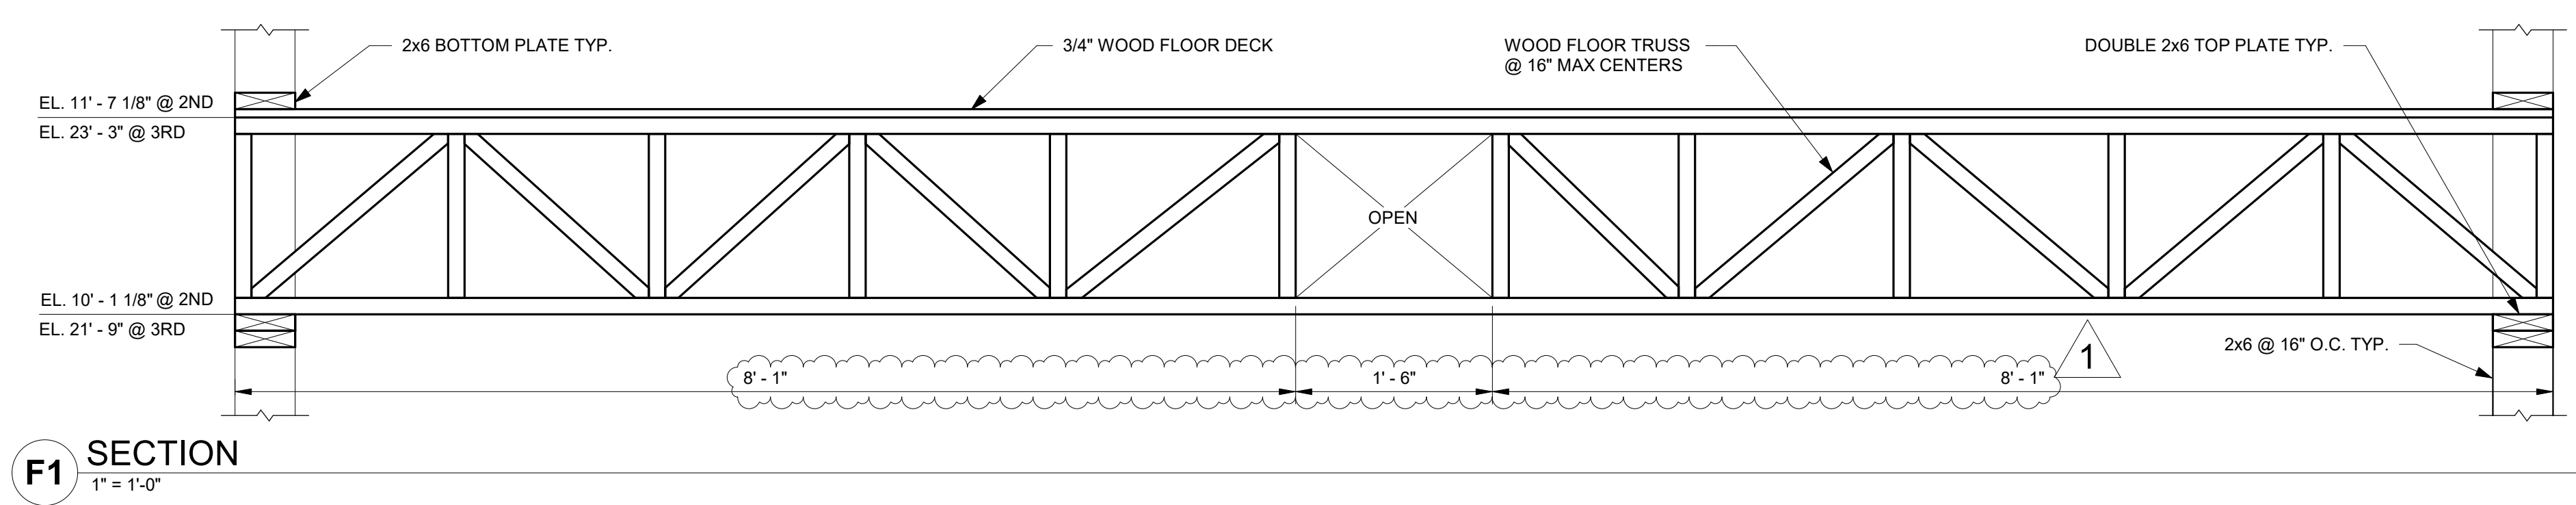 2x6 BOTTOM PLATE TYP.
3/4" WOOD FLOOR DECK
WOOD FLOOR TRUSS
@ 16" MAX CENTERS
DOUBLE 2x6 TOP PLATE TYP.
EL. 11' - 7 1/8" @ 2ND
EL. 23' - 3" @ 3RD
OPEN
EL. 10' - 1 1/8" @ 2ND
EL. 21' - 9" @ 3RD
2x6 @ 16" O.C. TYP.
1
8' - 1"
1' - 6"
8' - 1"
F1
SECTION
1" = 1'-0"